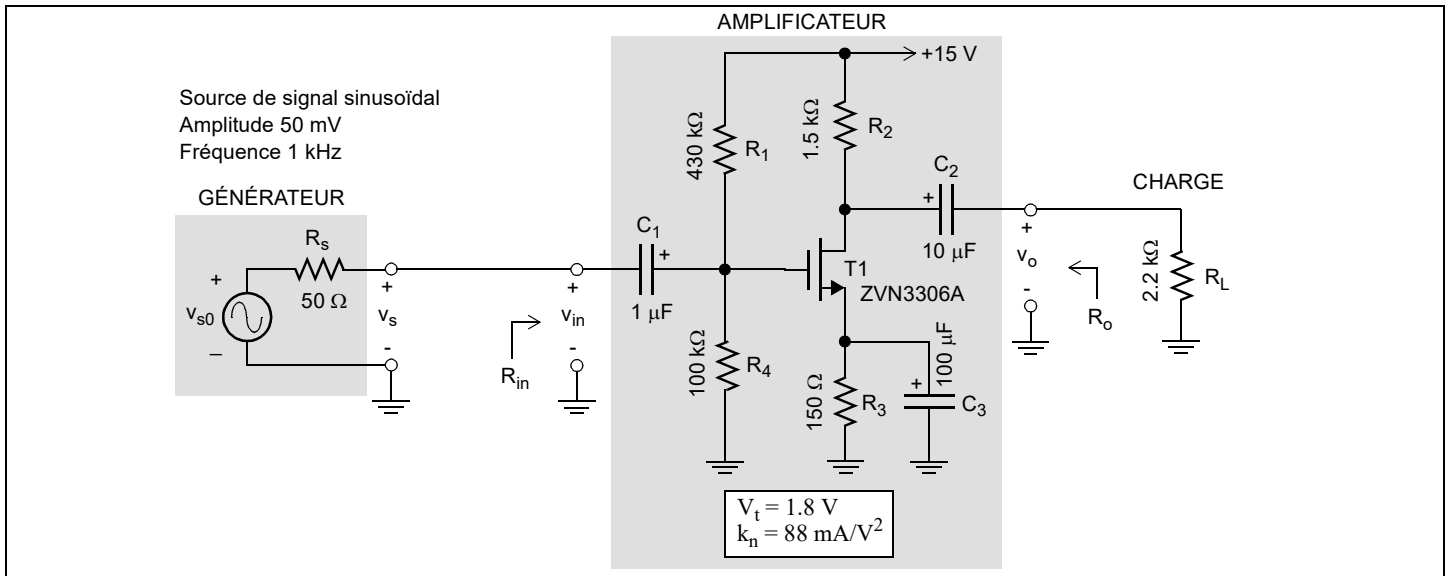 AMPLIFICATEUR
+15 V
Source de signal sinusoïdal
Amplitude 50 mV
Fréquence 1 kHz
430 kΩ
R1
1.5 kΩ
R2
GÉNÉRATEUR
CHARGE
Rs
50 Ω
+
vs0
–
+
vs
-
+
vin
-
Rin
C1
+
1 µF
C2
+
10 µF
T1
ZVN3306A
+
vo
-
Ro
2.2 kΩ
RL
100 kΩ
R4
150 Ω
R3
100 µF
+
C3
Vt = 1.8 V
kn = 88 mA/V²